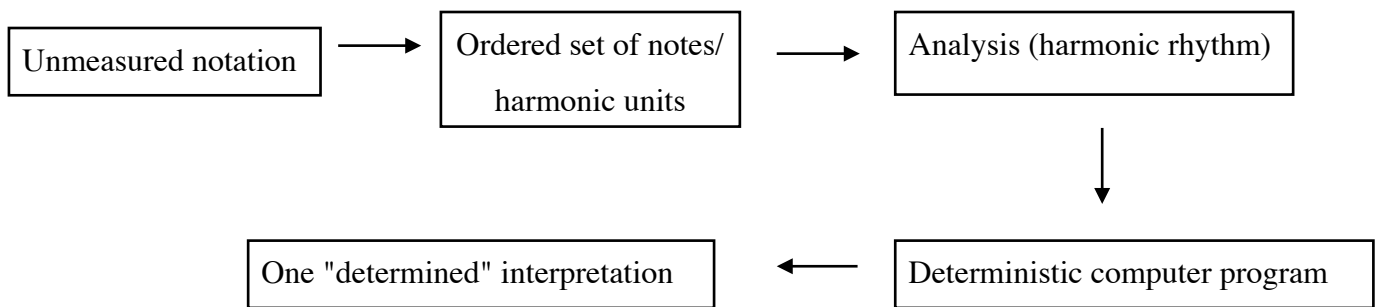 Unmeasured notation
Ordered set of notes/
harmonic units
Analysis (harmonic rhythm)
Deterministic computer program
One "determined" interpretation